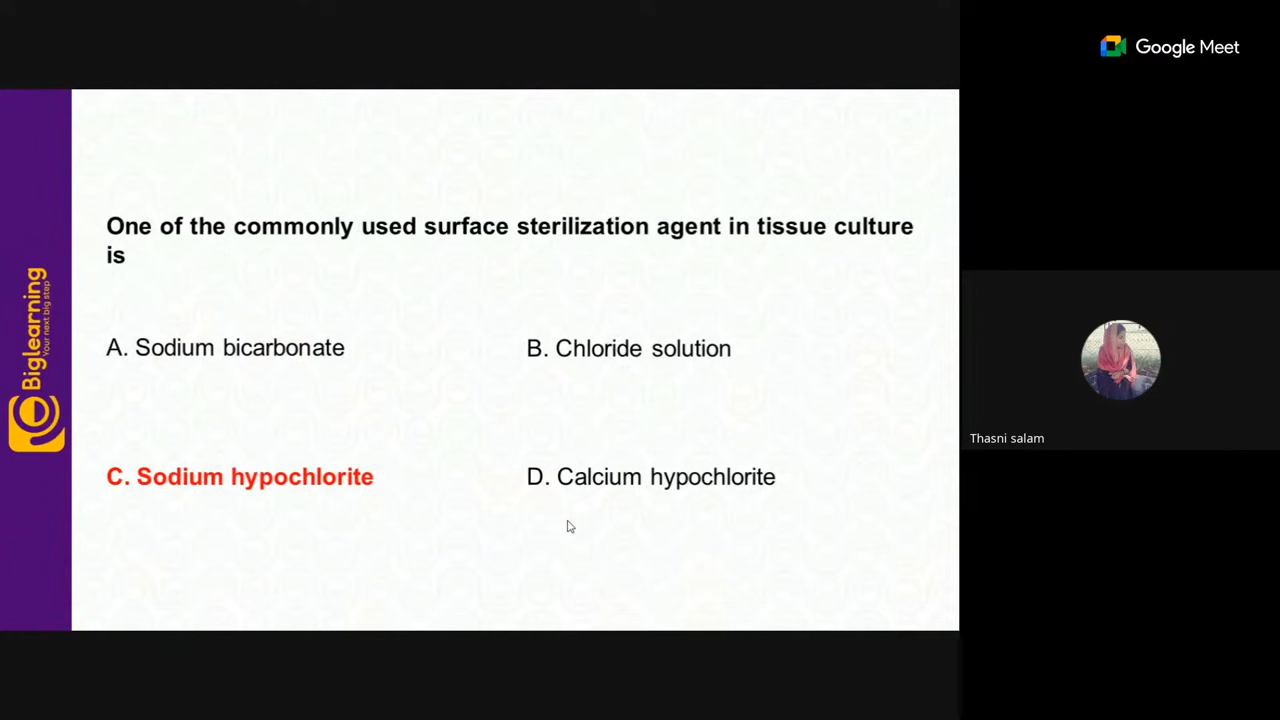 Google Meet
One of the commonly used surface sterilization agent in tissue culture
is
A. Sodium bicarbonate
B. Chloride solution
C. Sodium hypochlorite
D. Calcium hypochlorite
Biglearning
Your next big step
Thasni salam